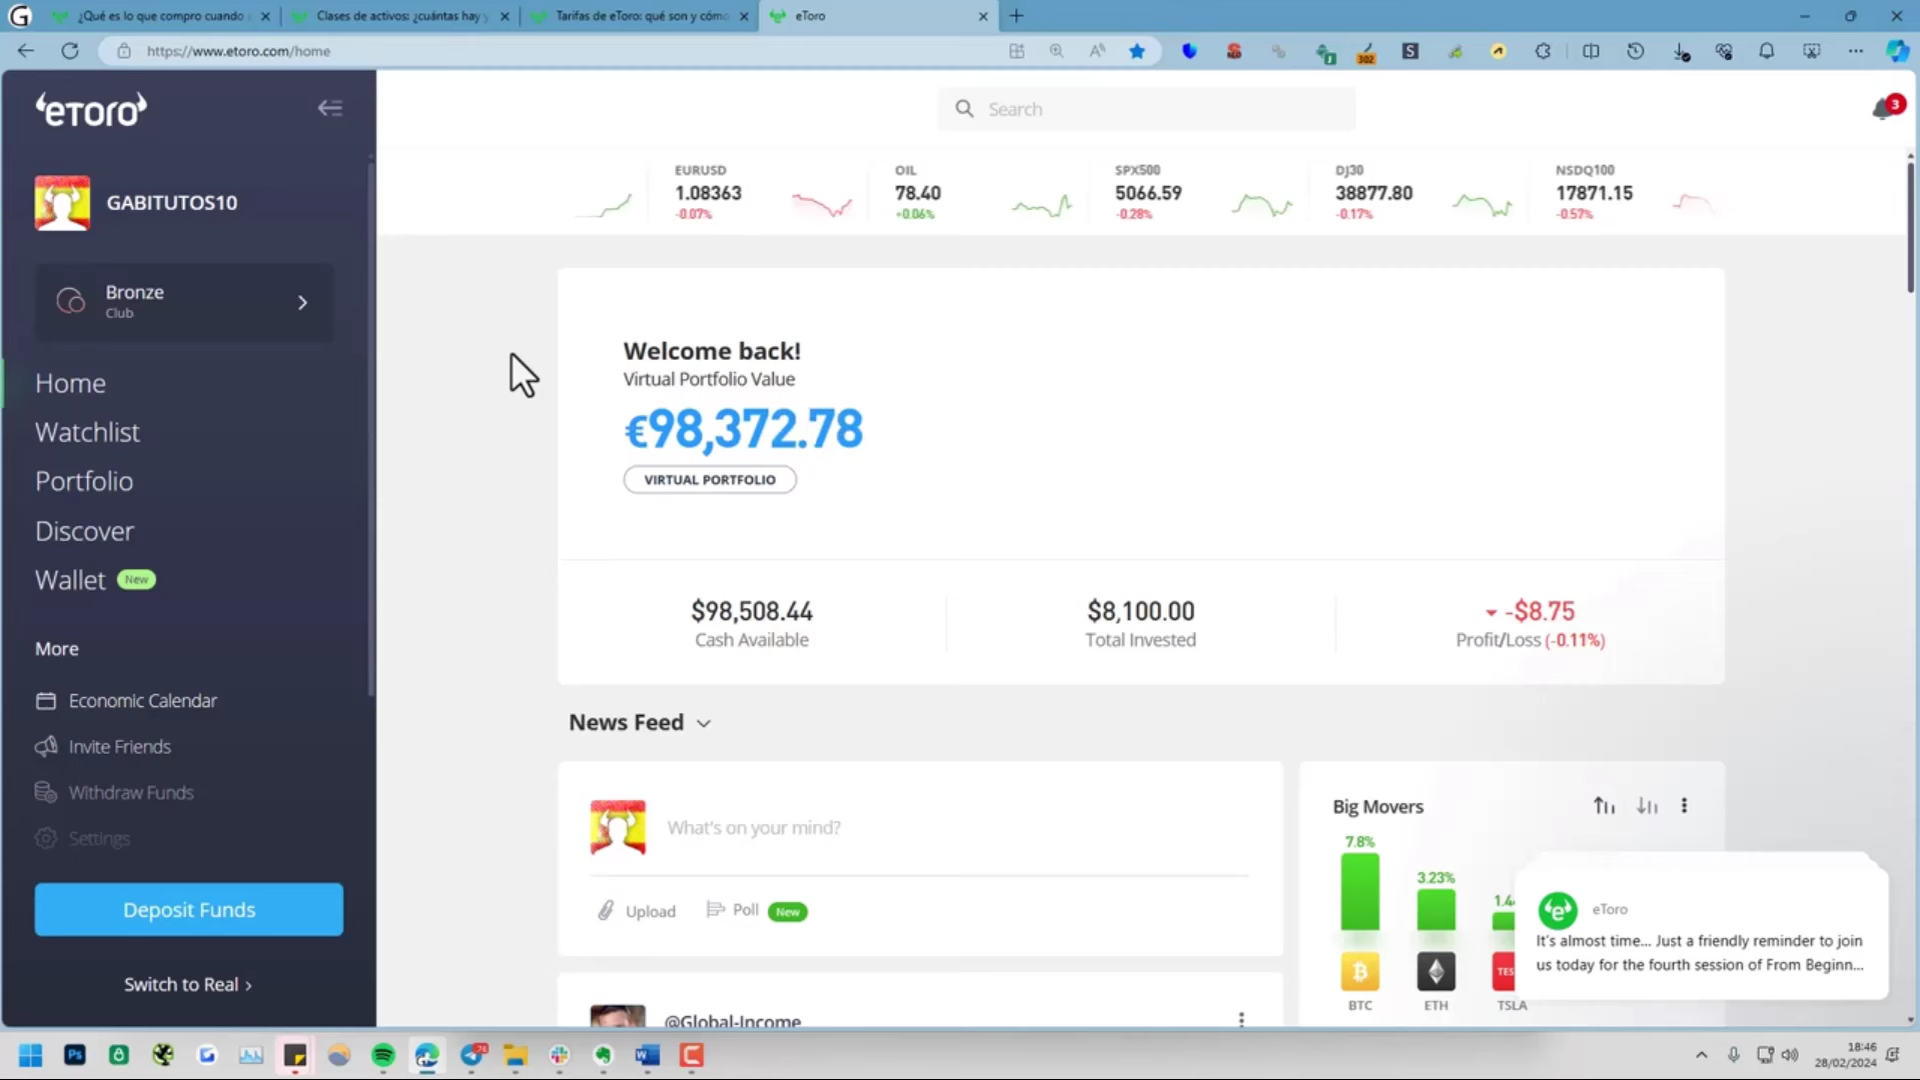 ¿Qué es lo que compro cuando
Clases de activos: ¿cuántas hay y
Tarifas de eToro: qué son y cómo
eToro
https://www.etoro.com/home
302
eToro
Search
3
GABITUTOS10
EURUSD
1.08363
-0.07%
OIL
78.40
+0.06%
SPX500
5066.59
-0.28%
DJ30
38877.80
-0.17%
NSDQ100
17871.15
-0.57%
Bronze
Club
Home
Watchlist
Portfolio
Discover
Wallet New
More
Economic Calendar
Invite Friends
Withdraw Funds
Settings
Deposit Funds
Switch to Real >
Welcome back!
Virtual Portfolio Value
€98,372.78
VIRTUAL PORTFOLIO
$98,508.44
Cash Available
$8,100.00
Total Invested
-$8.75
Profit/Loss (-0.11%)
News Feed
What's on your mind?
Upload
Poll New
@Global-Income
Big Movers
7.8%
3.23%
1.4
BTC
ETH
TES
TSLA
eToro
It's almost time... Just a friendly reminder to join
us today for the fourth session of From Beginn...
18:46
28/02/2024